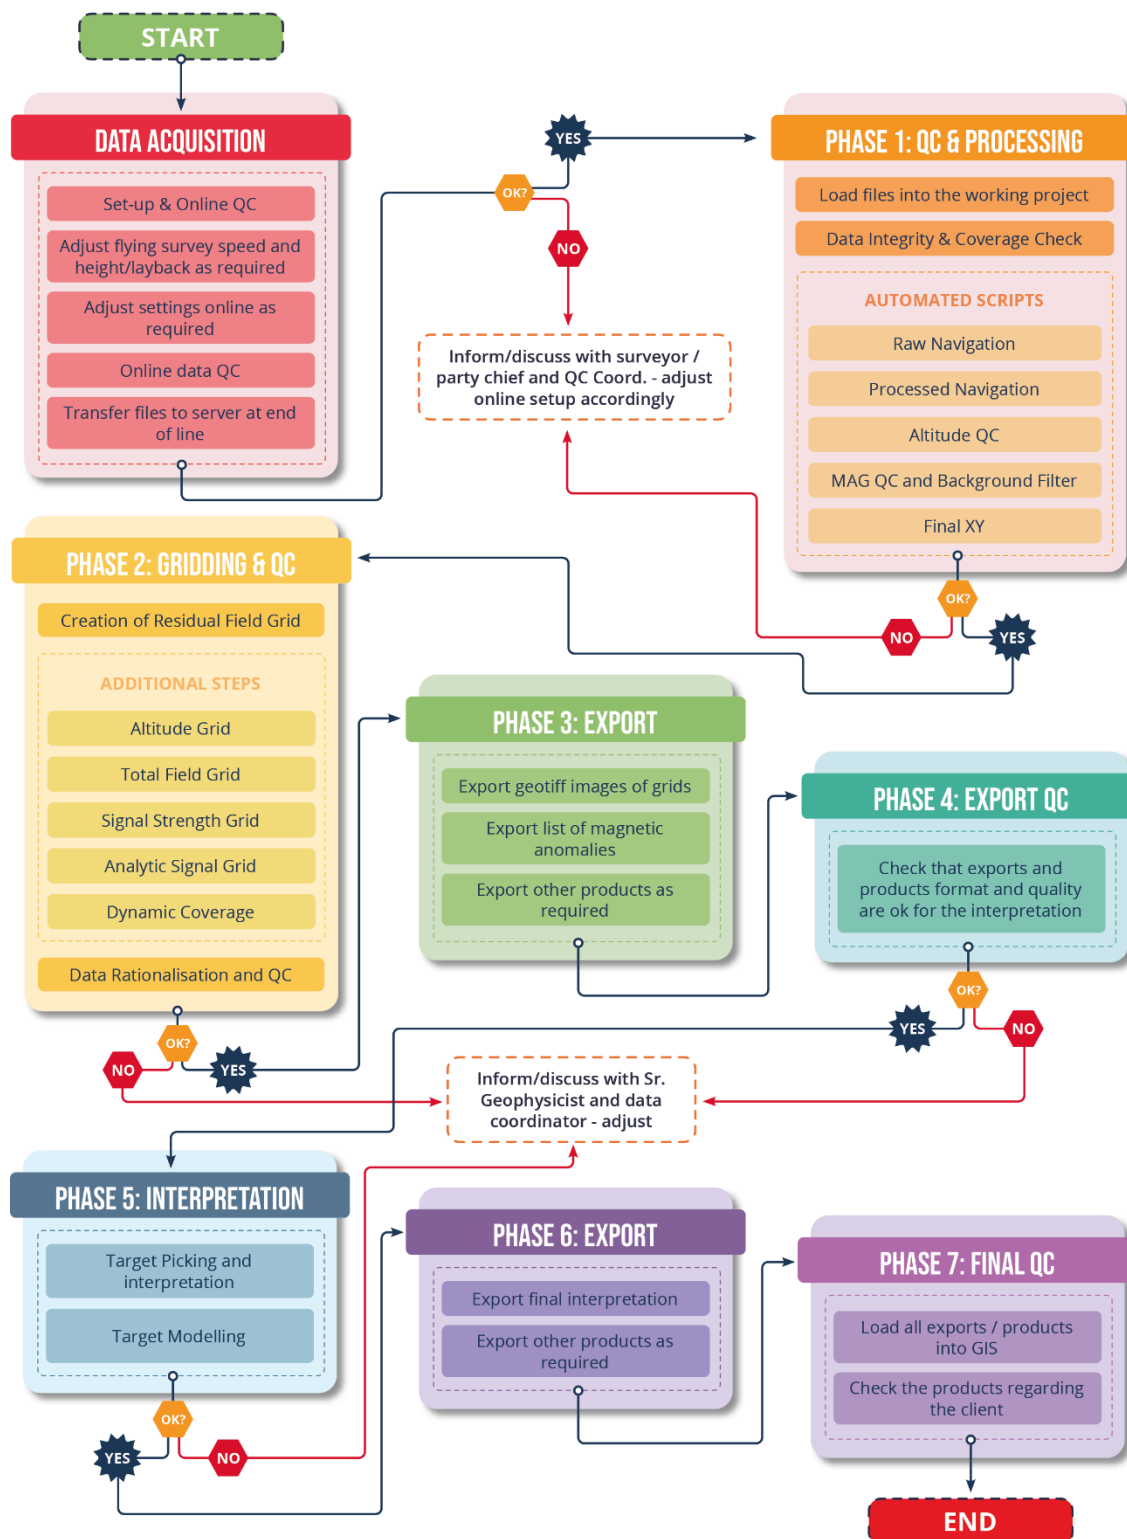 START
DATA ACQUISITION
Set-up & Online QC
Adjust flying survey speed and
height/layback as required
Adjust settings online as
required
Online data QC
Transfer files to server at end
of line
OK?
YES
NO
Inform/discuss with surveyor /
party chief and QC Coord. - adjust
online setup accordingly
PHASE 1: QC & PROCESSING
Load files into the working project
Data Integrity & Coverage Check
AUTOMATED SCRIPTS
Raw Navigation
Processed Navigation
Altitude QC
MAG QC and Background Filter
Final XY
OK?
NO
YES
PHASE 2: GRIDDING & QC
Creation of Residual Field Grid
ADDITIONAL STEPS
Altitude Grid
Total Field Grid
Signal Strength Grid
Analytic Signal Grid
Dynamic Coverage
Data Rationalisation and QC
OK?
NO
YES
PHASE 3: EXPORT
Export geotiff images of grids
Export list of magnetic
anomalies
Export other products as
required
PHASE 4: EXPORT QC
Check that exports and
products format and quality
are ok for the interpretation
OK?
YES
NO
Inform/discuss with Sr.
Geophysicist and data
coordinator - adjust
PHASE 5: INTERPRETATION
Target Picking and
interpretation
Target Modelling
OK?
YES
NO
PHASE 6: EXPORT
Export final interpretation
Export other products as
required
PHASE 7: FINAL QC
Load all exports / products
into GIS
Check the products regarding
the client
END